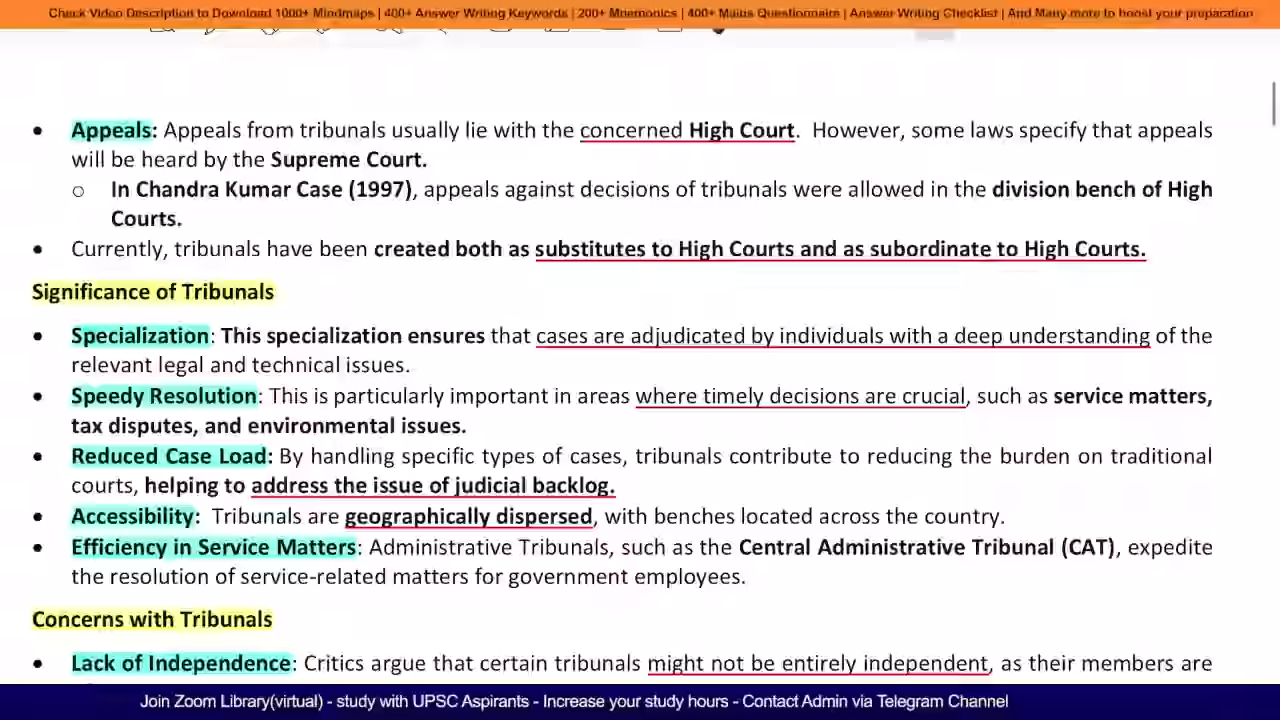 Check Video Description to Download 1000+ Mindmaps | 400+ Answer Writing Keywords | 200+ Mnemonics | 400+ Mains Questionnaire | Answer Writing Checklist | And Many more to boost your preparation
• Appeals: Appeals from tribunals usually lie with the concerned High Court. However, some laws specify that appeals
will be heard by the Supreme Court.
o In Chandra Kumar Case (1997), appeals against decisions of tribunals were allowed in the division bench of High
Courts.
• Currently, tribunals have been created both as substitutes to High Courts and as subordinate to High Courts.
Significance of Tribunals
• Specialization: This specialization ensures that cases are adjudicated by individuals with a deep understanding of the
relevant legal and technical issues.
• Speedy Resolution: This is particularly important in areas where timely decisions are crucial, such as service matters,
tax disputes, and environmental issues.
• Reduced Case Load: By handling specific types of cases, tribunals contribute to reducing the burden on traditional
courts, helping to address the issue of judicial backlog.
• Accessibility: Tribunals are geographically dispersed, with benches located across the country.
• Efficiency in Service Matters: Administrative Tribunals, such as the Central Administrative Tribunal (CAT), expedite
the resolution of service-related matters for government employees.
Concerns with Tribunals
• Lack of Independence: Critics argue that certain tribunals might not be entirely independent, as their members are
Join Zoom Library(virtual) - study with UPSC Aspirants - Increase your study hours - Contact Admin via Telegram Channel